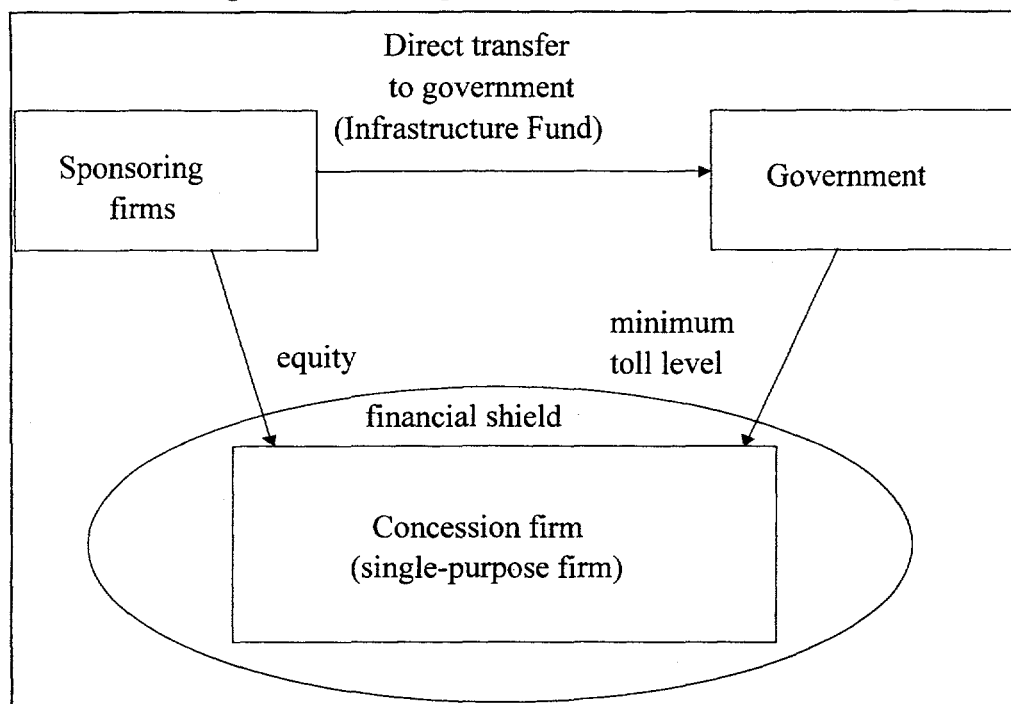 Direct transfer
to government
(Infrastructure Fund)
Sponsoring
firms
Government
equity
minimum
toll level
financial shield
Concession firm
(single-purpose firm)